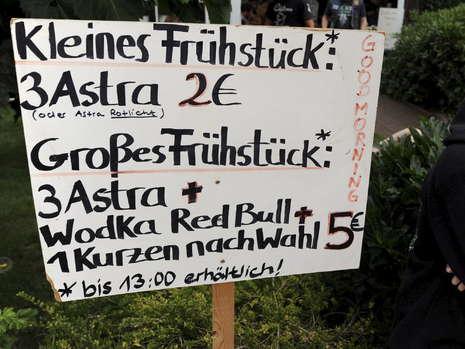 Kleines Frühstück:*
3 Astra 2€
(oder Astra Rotlicht)
Großes Frühstück:*
3 Astra +
Wodka Red Bull +
1 Kurzen nach Wahl 5€
* bis 13:00 erhältlich!
GOOD MORNING